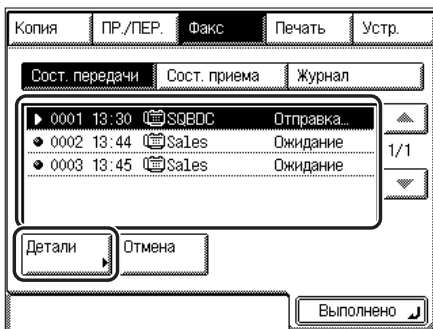 Копия ПР./ПЕР. Факс Печать Устр.
Сост. передачи Сост. приема Журнал
0001 13:30 SQBDC Отправка…
0002 13:44 Sales Ожидание
0003 13:45 Sales Ожидание
1/1
Детали Отмена
Выполнено